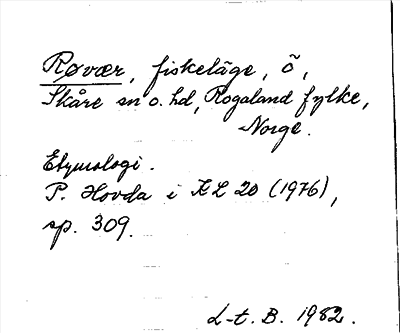 Røvær, fiskeläge, ö,
Skåre sn o. hd, Rogaland fylke,
Norge.
Etymologi.
P. Hovda i KL 20 (1976),
sp. 309.
L-t. B. 1982.